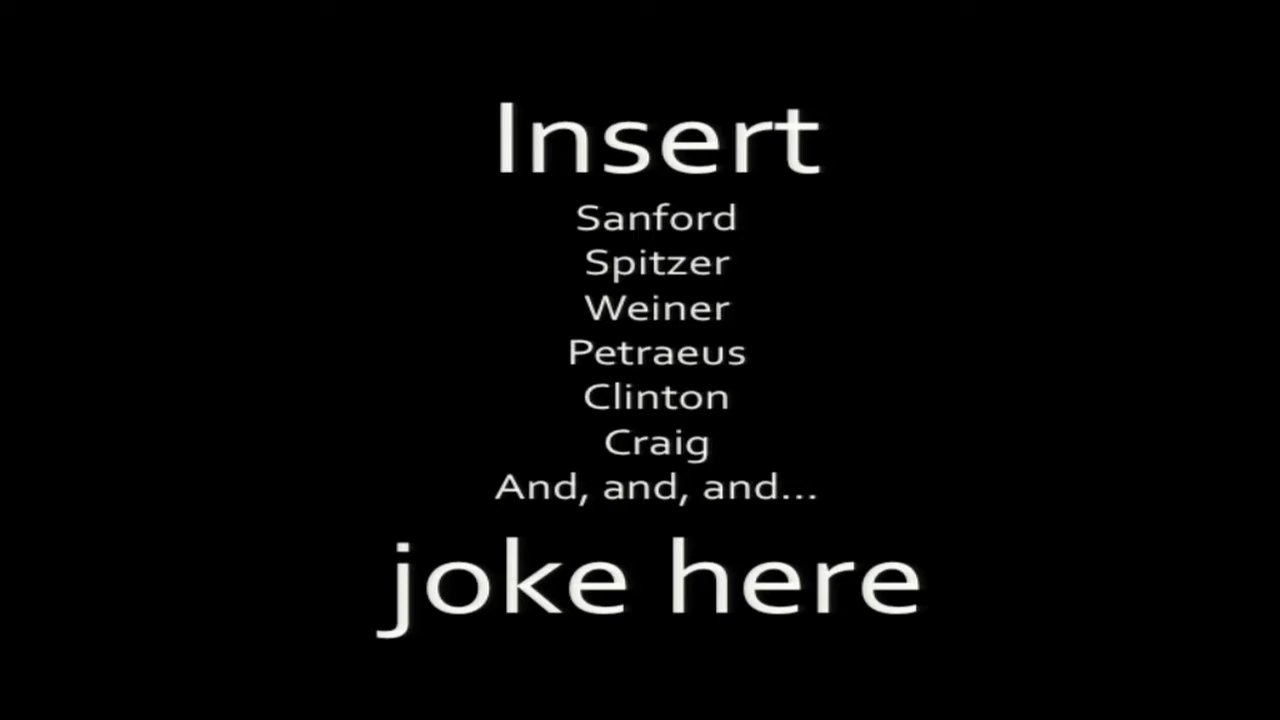 Insert
Sanford
Spitzer
Weiner
Petraeus
Clinton
Craig
And, and, and...
joke here